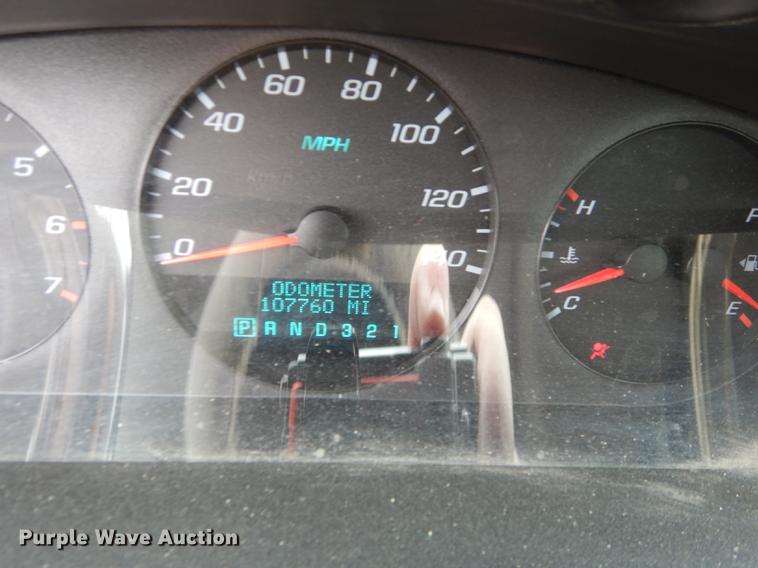 60
80
40
100
MPH
km/h
5
20
120
H
F
6
0
140
7
C
E
ODOMETER
107760 MI
P R N D 3 2 1
Purple Wave Auction